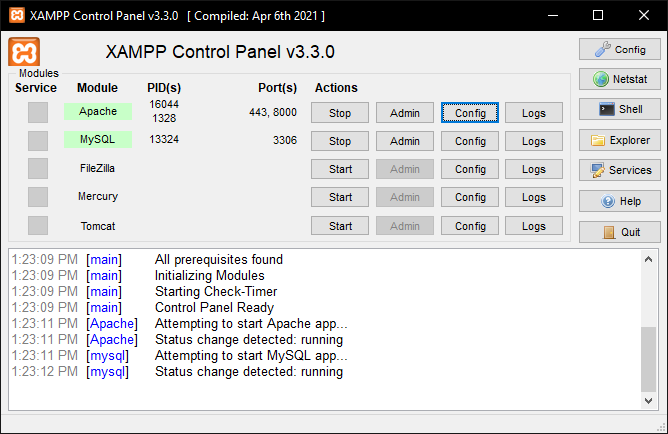 XAMPP Control Panel v3.3.0 [ Compiled: Apr 6th 2021 ]
XAMPP Control Panel v3.3.0
Config
Modules
Service Module PID(s) Port(s) Actions
Netstat
Apache 16044 1328 443, 8000 Stop Admin Config Logs
Shell
MySQL 13324 3306 Stop Admin Config Logs
Explorer
FileZilla Start Admin Config Logs
Services
Mercury Start Admin Config Logs
Help
Tomcat Start Admin Config Logs
Quit
1:23:09 PM [main] All prerequisites found
1:23:09 PM [main] Initializing Modules
1:23:09 PM [main] Starting Check-Timer
1:23:09 PM [main] Control Panel Ready
1:23:11 PM [Apache] Attempting to start Apache app...
1:23:11 PM [Apache] Status change detected: running
1:23:11 PM [mysql] Attempting to start MySQL app...
1:23:12 PM [mysql] Status change detected: running